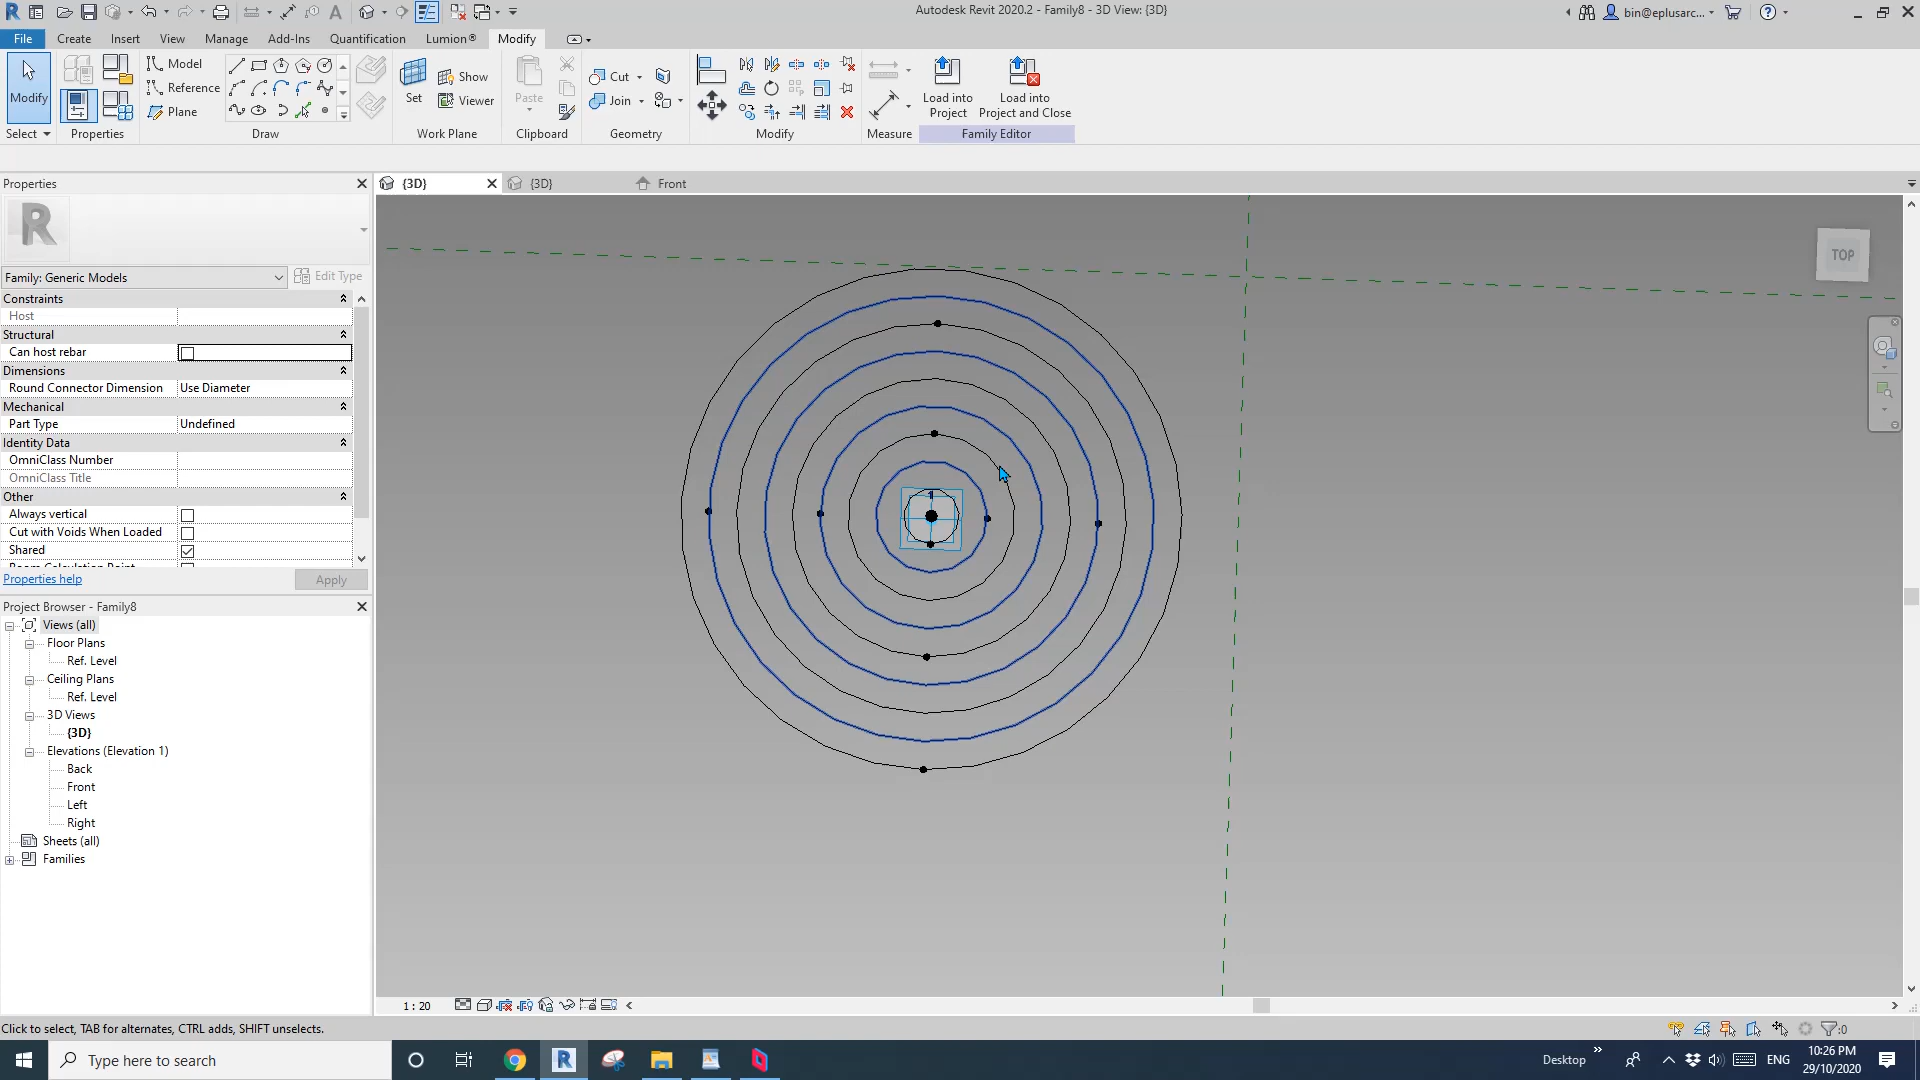 Autodesk Revit 2020.2 - Family8 - 3D View: {3D}
bin@eplusarc...
File
Create
Insert
View
Manage
Add-Ins
Quantification
Lumion®
Modify
Modify
Select
Properties
Model
Reference
Plane
Draw
Set
Show
Viewer
Work Plane
Paste
Clipboard
Cut
Join
Geometry
Modify
Measure
Load into
Project
Load into
Project and Close
Family Editor
Properties
{3D}
{3D}
Front
R
Family: Generic Models
Edit Type
Constraints
Host
Structural
Can host rebar
Dimensions
Round Connector Dimension
Use Diameter
Mechanical
Part Type
Undefined
Identity Data
OmniClass Number
OmniClass Title
Other
Always vertical
Cut with Voids When Loaded
Shared
Properties help
Apply
Project Browser - Family8
Views (all)
Floor Plans
Ref. Level
Ceiling Plans
Ref. Level
3D Views
{3D}
Elevations (Elevation 1)
Back
Front
Left
Right
Sheets (all)
Families
TOP
1
1 : 20
Click to select, TAB for alternates, CTRL adds, SHIFT unselects.
:0
Type here to search
Desktop
ENG
10:26 PM
29/10/2020